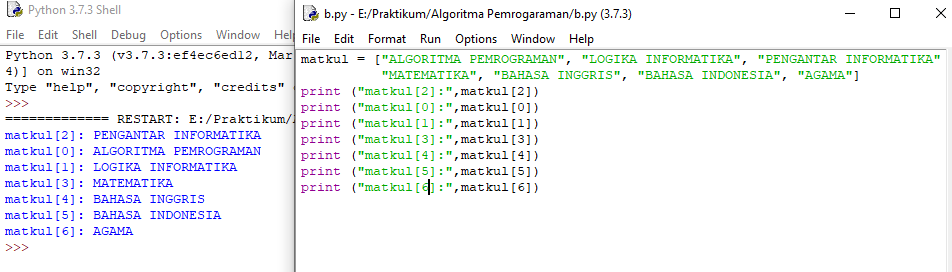 Python 3.7.3 Shell
File Edit Shell Debug Options Window Help
Python 3.7.3 (v3.7.3:ef4ec6ed12, Mar
4)] on win32
Type "help", "copyright", "credits"
>>>
============= RESTART: E:/Praktikum/
matkul[2]: PENGANTAR INFORMATIKA
matkul[0]: ALGORITMA PEMROGRAMAN
matkul[1]: LOGIKA INFORMATIKA
matkul[3]: MATEMATIKA
matkul[4]: BAHASA INGGRIS
matkul[5]: BAHASA INDONESIA
matkul[6]: AGAMA
>>>
b.py - E:/Praktikum/Algoritma Pemrogaraman/b.py (3.7.3)
File Edit Format Run Options Window Help
matkul = ["ALGORITMA PEMROGRAMAN", "LOGIKA INFORMATIKA", "PENGANTAR INFORMATIKA"
"MATEMATIKA", "BAHASA INGGRIS", "BAHASA INDONESIA", "AGAMA"]
print ("matkul[2]:",matkul[2])
print ("matkul[0]:",matkul[0])
print ("matkul[1]:",matkul[1])
print ("matkul[3]:",matkul[3])
print ("matkul[4]:",matkul[4])
print ("matkul[5]:",matkul[5])
print ("matkul[6]:",matkul[6])